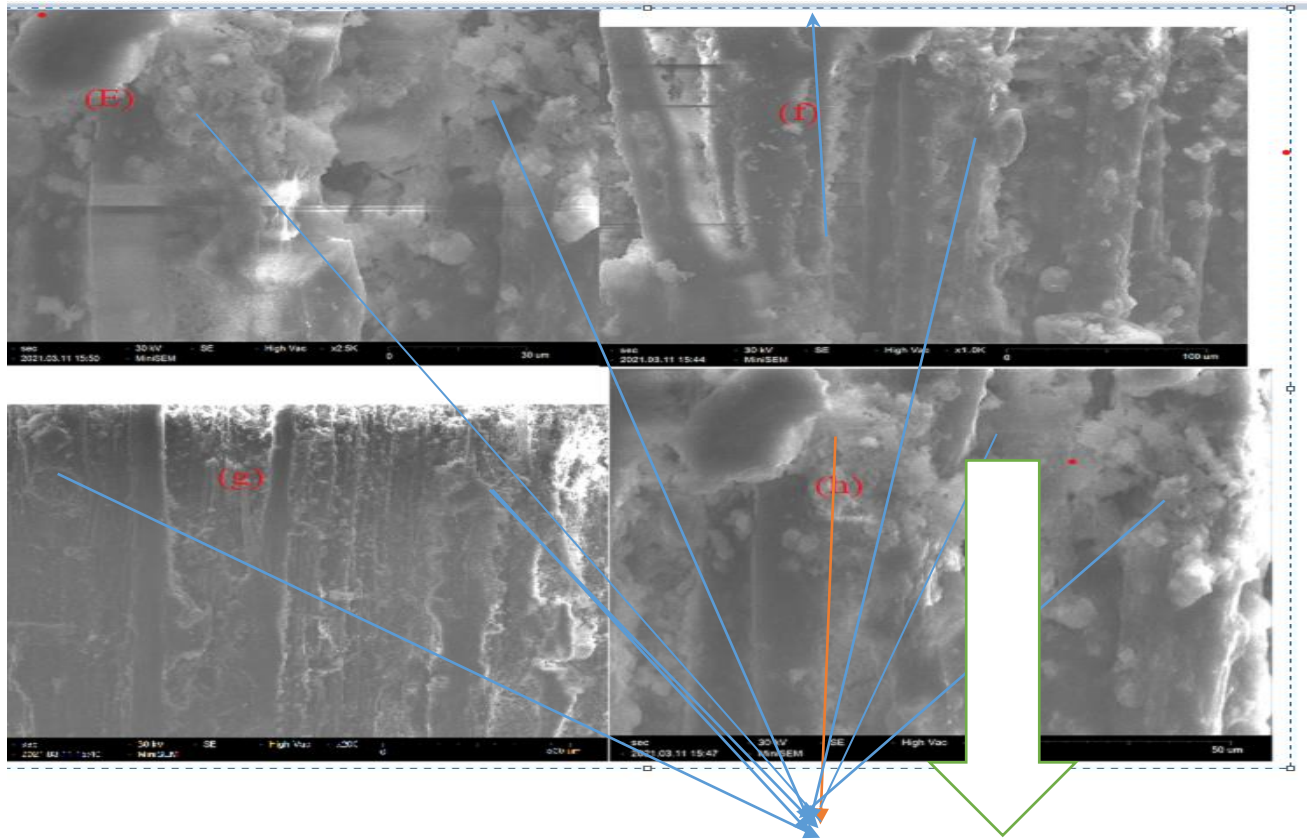 (E)
(f)
sec 30 kV SE High Vac x2.5K 0 30 um
2021.03.11 15:50 MiniSEM
sec 30 kV SE High Vac x1.0K 0 100 um
2021.03.11 15:44 MiniSEM
(g)
(h)
sec 30 kV SE High Vac 0
MiniSEM
sec 30 kV SE High Vac 50 um
2021.03.11 15:47 MiniSEM